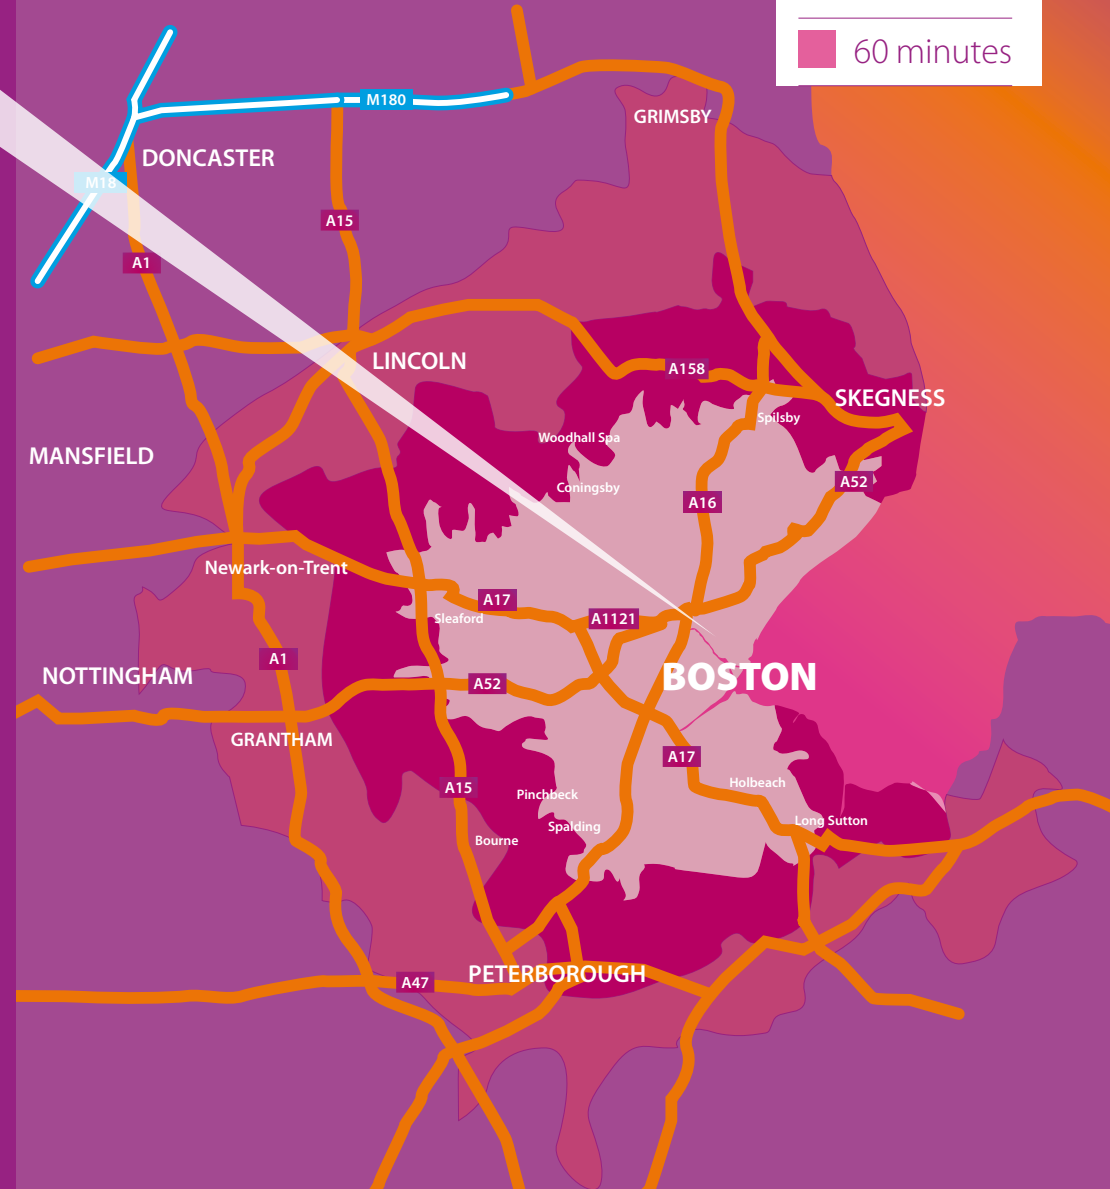 60 minutes
M180
GRIMSBY
DONCASTER
M18
A15
A1
LINCOLN
A158
SKEGNESS
Spilsby
Woodhall Spa
MANSFIELD
A52
Coningsby
A16
Newark-on-Trent
A17
A1121
Sleaford
A1
NOTTINGHAM
A52
BOSTON
GRANTHAM
A17
A15
Holbeach
Pinchbeck
Long Sutton
Spalding
Bourne
PETERBOROUGH
A47